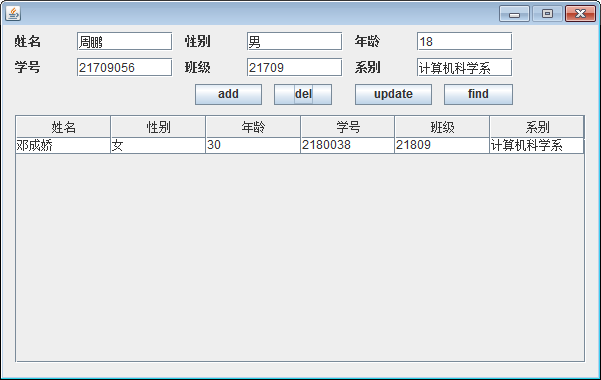 姓名 周鹏 性别 男 年龄 18
学号 21709056 班级 21709 系别 计算机科学系
add del update find
姓名 性别 年龄 学号 班级 系别
邓成娇 女 30 2180038 21809 计算机科学系